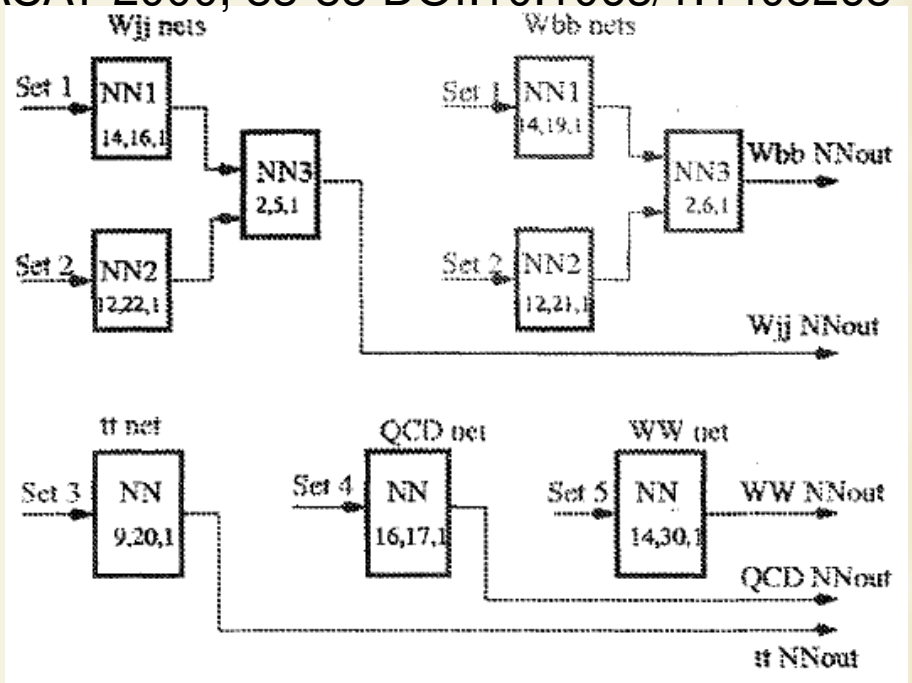 Wjj nets
Wbb nets
Set 1
NN1
14,16,1
Set 1
NN1
14,19,1
NN3
2,5,1
NN3
2,6,1
Wbb NNout
Set 2
NN2
12,22,1
Set 2
NN2
12,21,1
Wjj NNout
tt net
QCD net
WW net
Set 3
NN
9,20,1
Set 4
NN
16,17,1
Set 5
NN
14,30,1
WW NNout
QCD NNout
tt NNout